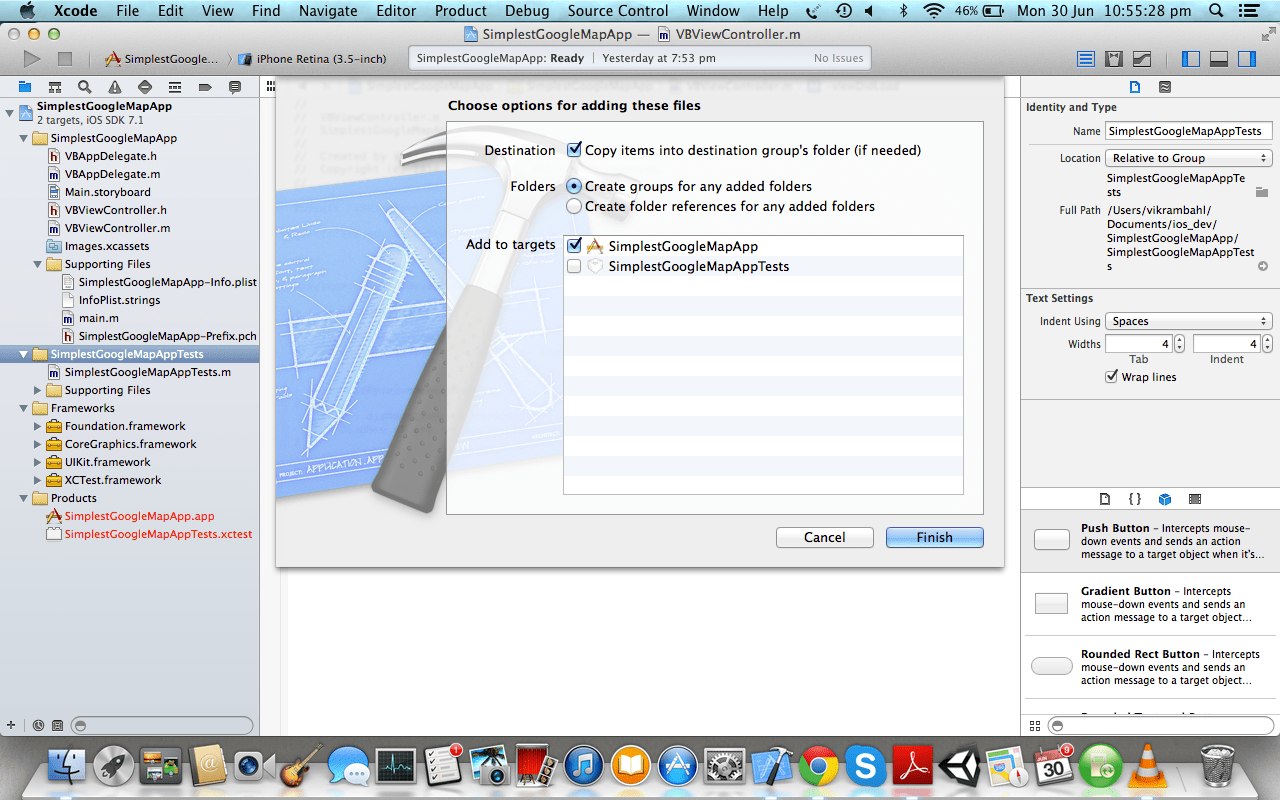 Xcode File Edit View Find Navigate Editor Product Debug Source Control Window Help 46% Mon 30 Jun 10:55:28 pm
SimplestGoogleMapApp — VBViewController.m
SimplestGoogle... iPhone Retina (3.5-inch)
SimplestGoogleMapApp: Ready Yesterday at 7:53 pm No Issues
SimplestGoogleMapApp
2 targets, iOS SDK 7.1
SimplestGoogleMapApp
VBAppDelegate.h
VBAppDelegate.m
Main.storyboard
VBViewController.h
VBViewController.m
Images.xcassets
Supporting Files
SimplestGoogleMapApp-Info.plist
InfoPlist.strings
main.m
SimplestGoogleMapApp-Prefix.pch
SimplestGoogleMapAppTests
SimplestGoogleMapAppTests.m
Supporting Files
Frameworks
Foundation.framework
CoreGraphics.framework
UIKit.framework
XCTest.framework
Products
SimplestGoogleMapApp.app
SimplestGoogleMapAppTests.xctest
Choose options for adding these files
Destination Copy items into destination group's folder (if needed)
Folders Create groups for any added folders
Create folder references for any added folders
Add to targets SimplestGoogleMapApp
SimplestGoogleMapAppTests
PROJECT: APPLICATION.APP
Cancel Finish
Identity and Type
Name SimplestGoogleMapAppTests
Location Relative to Group
SimplestGoogleMapAppTe
sts
Full Path /Users/vikrambahl/
Documents/ios_dev/
SimplestGoogleMapApp/
SimplestGoogleMapAppTest
s
Text Settings
Indent Using Spaces
Widths 4 4
Tab Indent
Wrap lines
{}
Push Button – Intercepts mouse-
down events and sends an action
message to a target object when it's...
Gradient Button – Intercepts
mouse-down events and sends an
action message to a target object...
Rounded Rect Button – Intercepts
mouse-down events and sends an
action message to a target object...
1
9
JUN
30